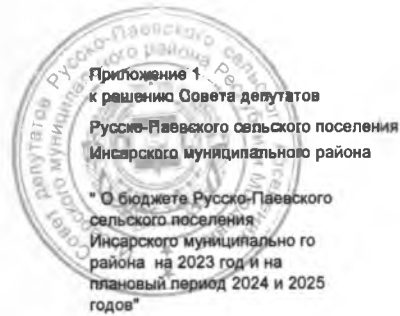 Приложение 1
к решению Совета депутатов
Русско-Паевского сельского поселения
Инсарского муниципального района
" О бюджете Русско-Паевского
сельского поселения
Инсарского муниципально го
района на 2023 год и на
плановый период 2024 и 2025
годов"